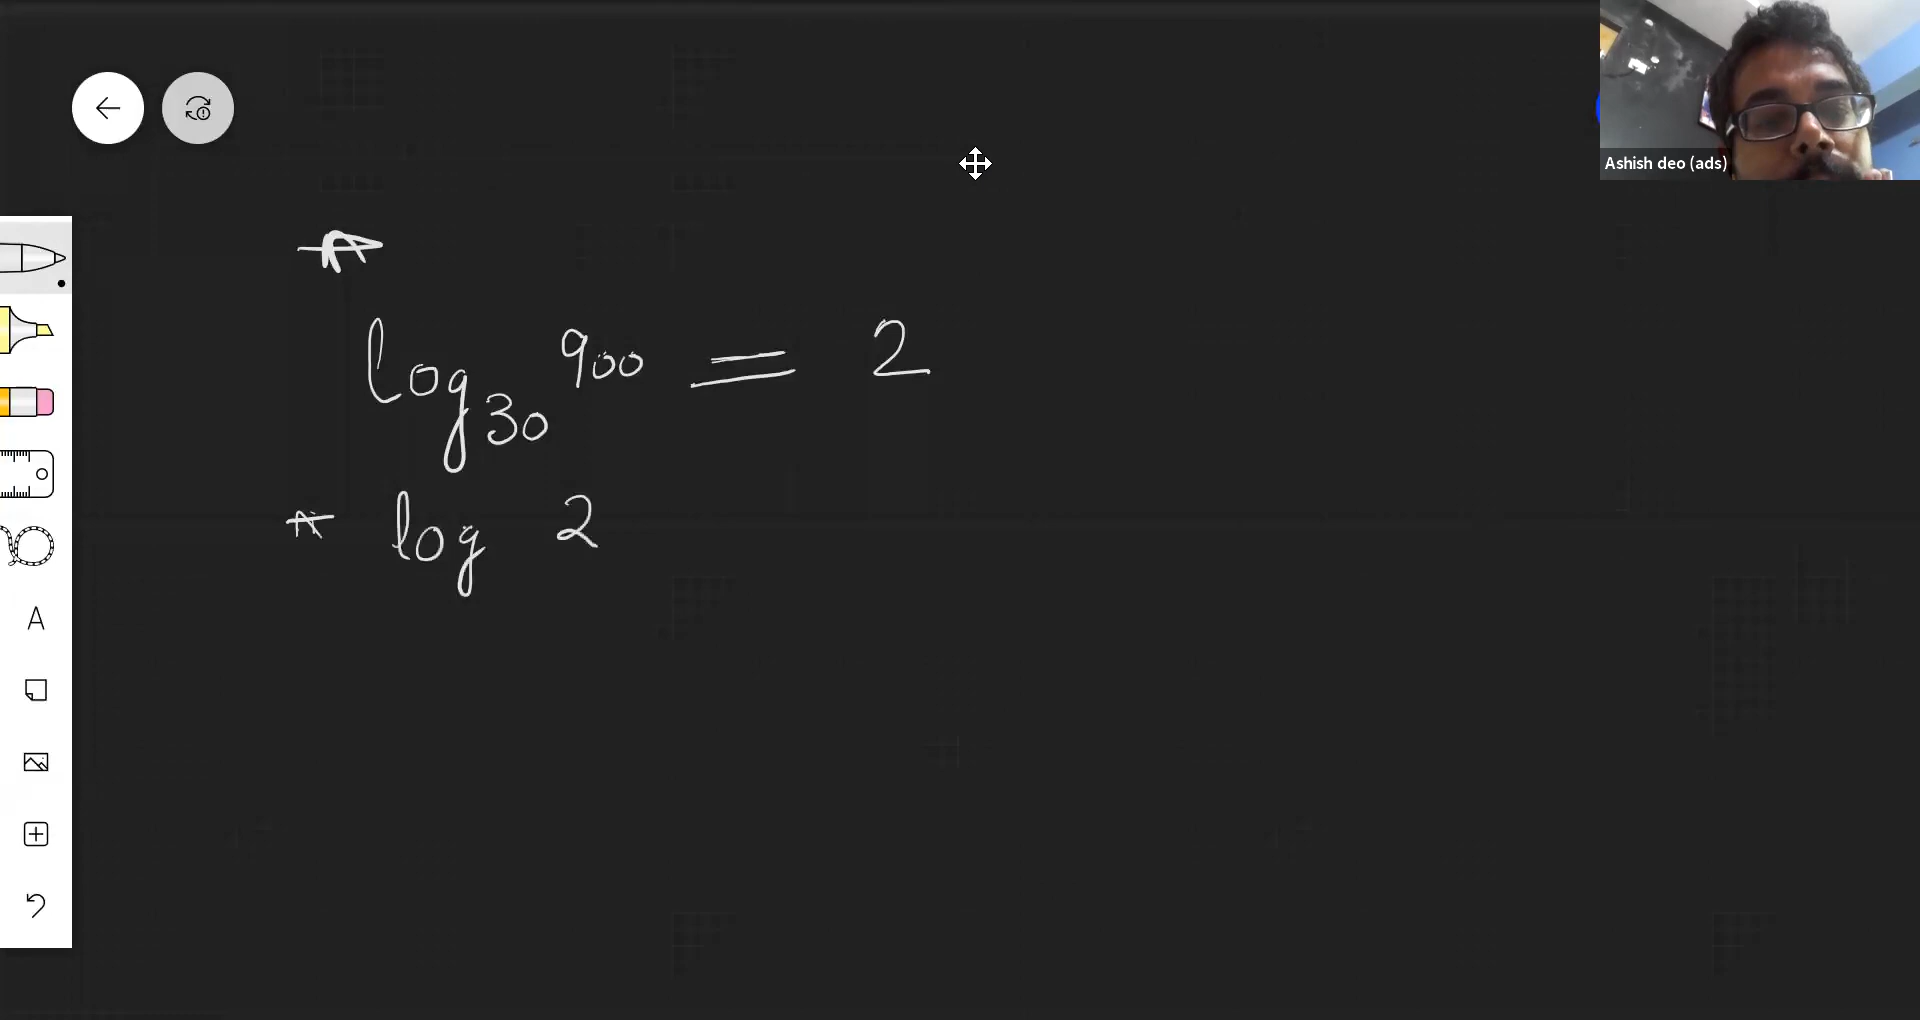 Ashish deo (ads)
* log₃₀ 900 = 2
* log 2
A